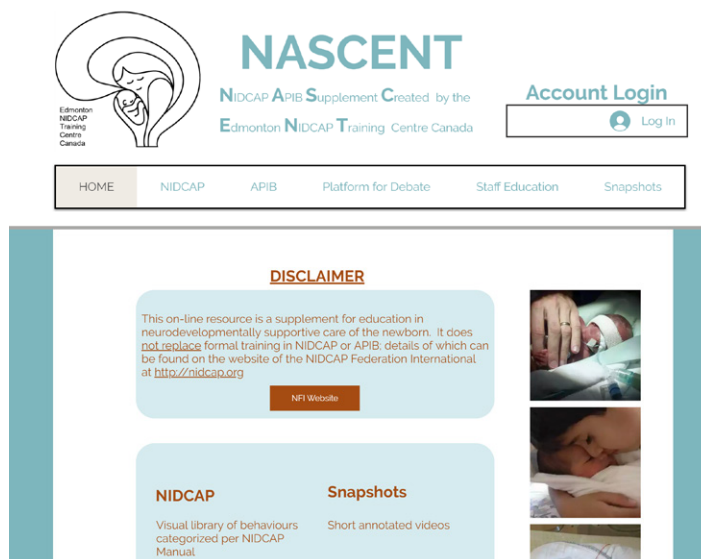 Edmonton
NIDCAP
Training
Centre
Canada
NASCENT
NIDCAP APIB Supplement Created by the
Edmonton NIDCAP Training Centre Canada
Account Login
Log In
HOME NIDCAP APIB Platform for Debate Staff Education Snapshots
DISCLAIMER
This on-line resource is a supplement for education in
neurodevelopmentally supportive care of the newborn. It does
not replace formal training in NIDCAP or APIB; details of which can
be found on the website of the NIDCAP Federation International
at http://nidcap.org
NFI Website
NIDCAP
Visual library of behaviours
categorized per NIDCAP
Manual
Snapshots
Short annotated videos